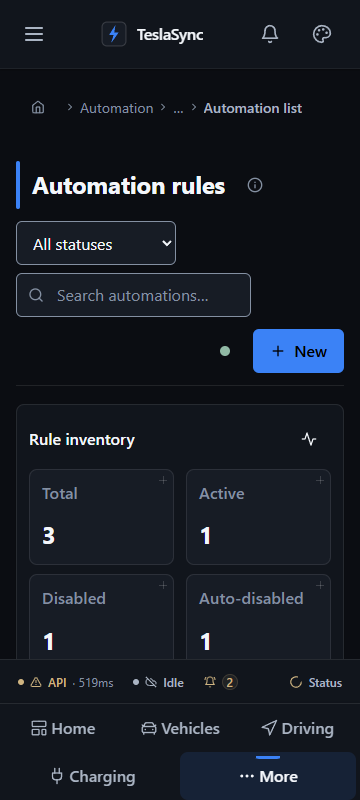 TeslaSync
Automation
...
Automation list
Automation rules
All statuses
Search automations...
+ New
Rule inventory
Total
3
Active
1
Disabled
1
Auto-disabled
1
API · 519ms
Idle
2
Status
Home
Vehicles
Driving
Charging
More